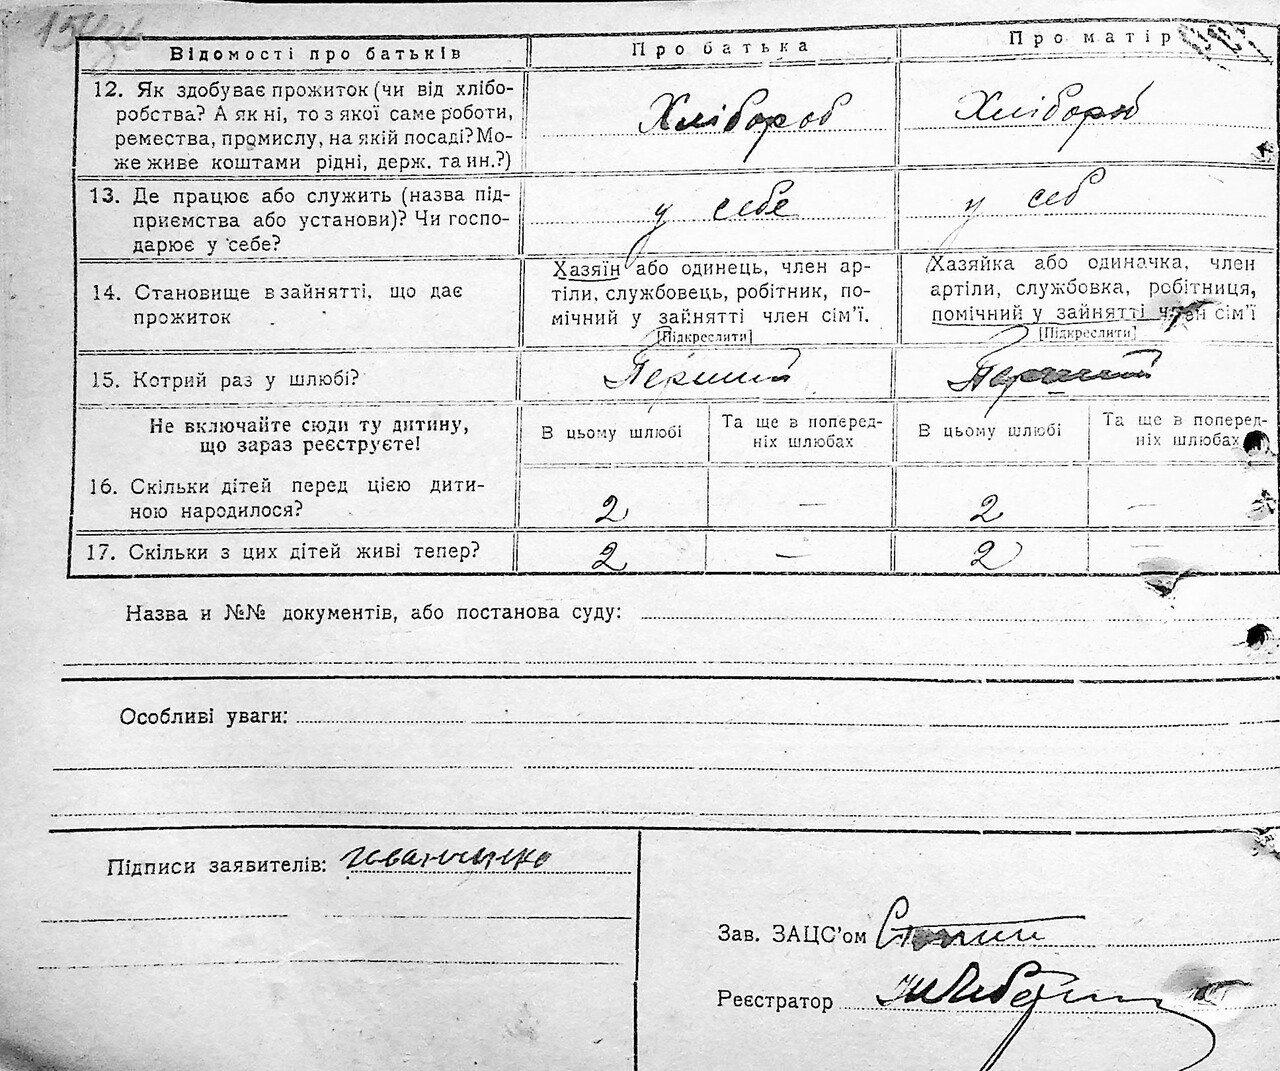 Відомості про батьків
Про батька
Про матір
12. Як здобуває прожиток (чи від хлібо-
робства? А як ні, то з якої саме роботи,
ремества, промислу, на якій посаді? Мо-
же живе коштами рідні, держ. та ин.?)
Хлібороб
Хлібороб
13. Де працює або служить (назва під-
приємства або установи)? Чи госпо-
дарює у себе?
у себе
у себ
14. Становище в зайнятті, що дає
прожиток
Хазяїн або одинець, член ар-
тіли, службовець, робітник, по-
мічний у зайнятті член сім'ї.
[Підкреслити]
Хазяйка або одиначка, член
артіли, службовка, робітниця,
помічний у зайнятті член сім'ї
[Підкреслити]
15. Котрий раз у шлюбі?
Перший
Перший
Не включайте сюди ту дитину,
що зараз реєструєте!
В цьому шлюбі
Та ще в поперед-
ніх шлюбах
В цьому шлюбі
Та ще в поперед-
ніх шлюбах
16. Скільки дітей перед цією дити-
ною народилося?
2
—
2
—
17. Скільки з цих дітей живі тепер?
2
—
2
—
Назва и №№ документів, або постанова суду:
Особливі уваги:
Підписи заявителів:
Зав. ЗАЦС'ом
Реєстратор